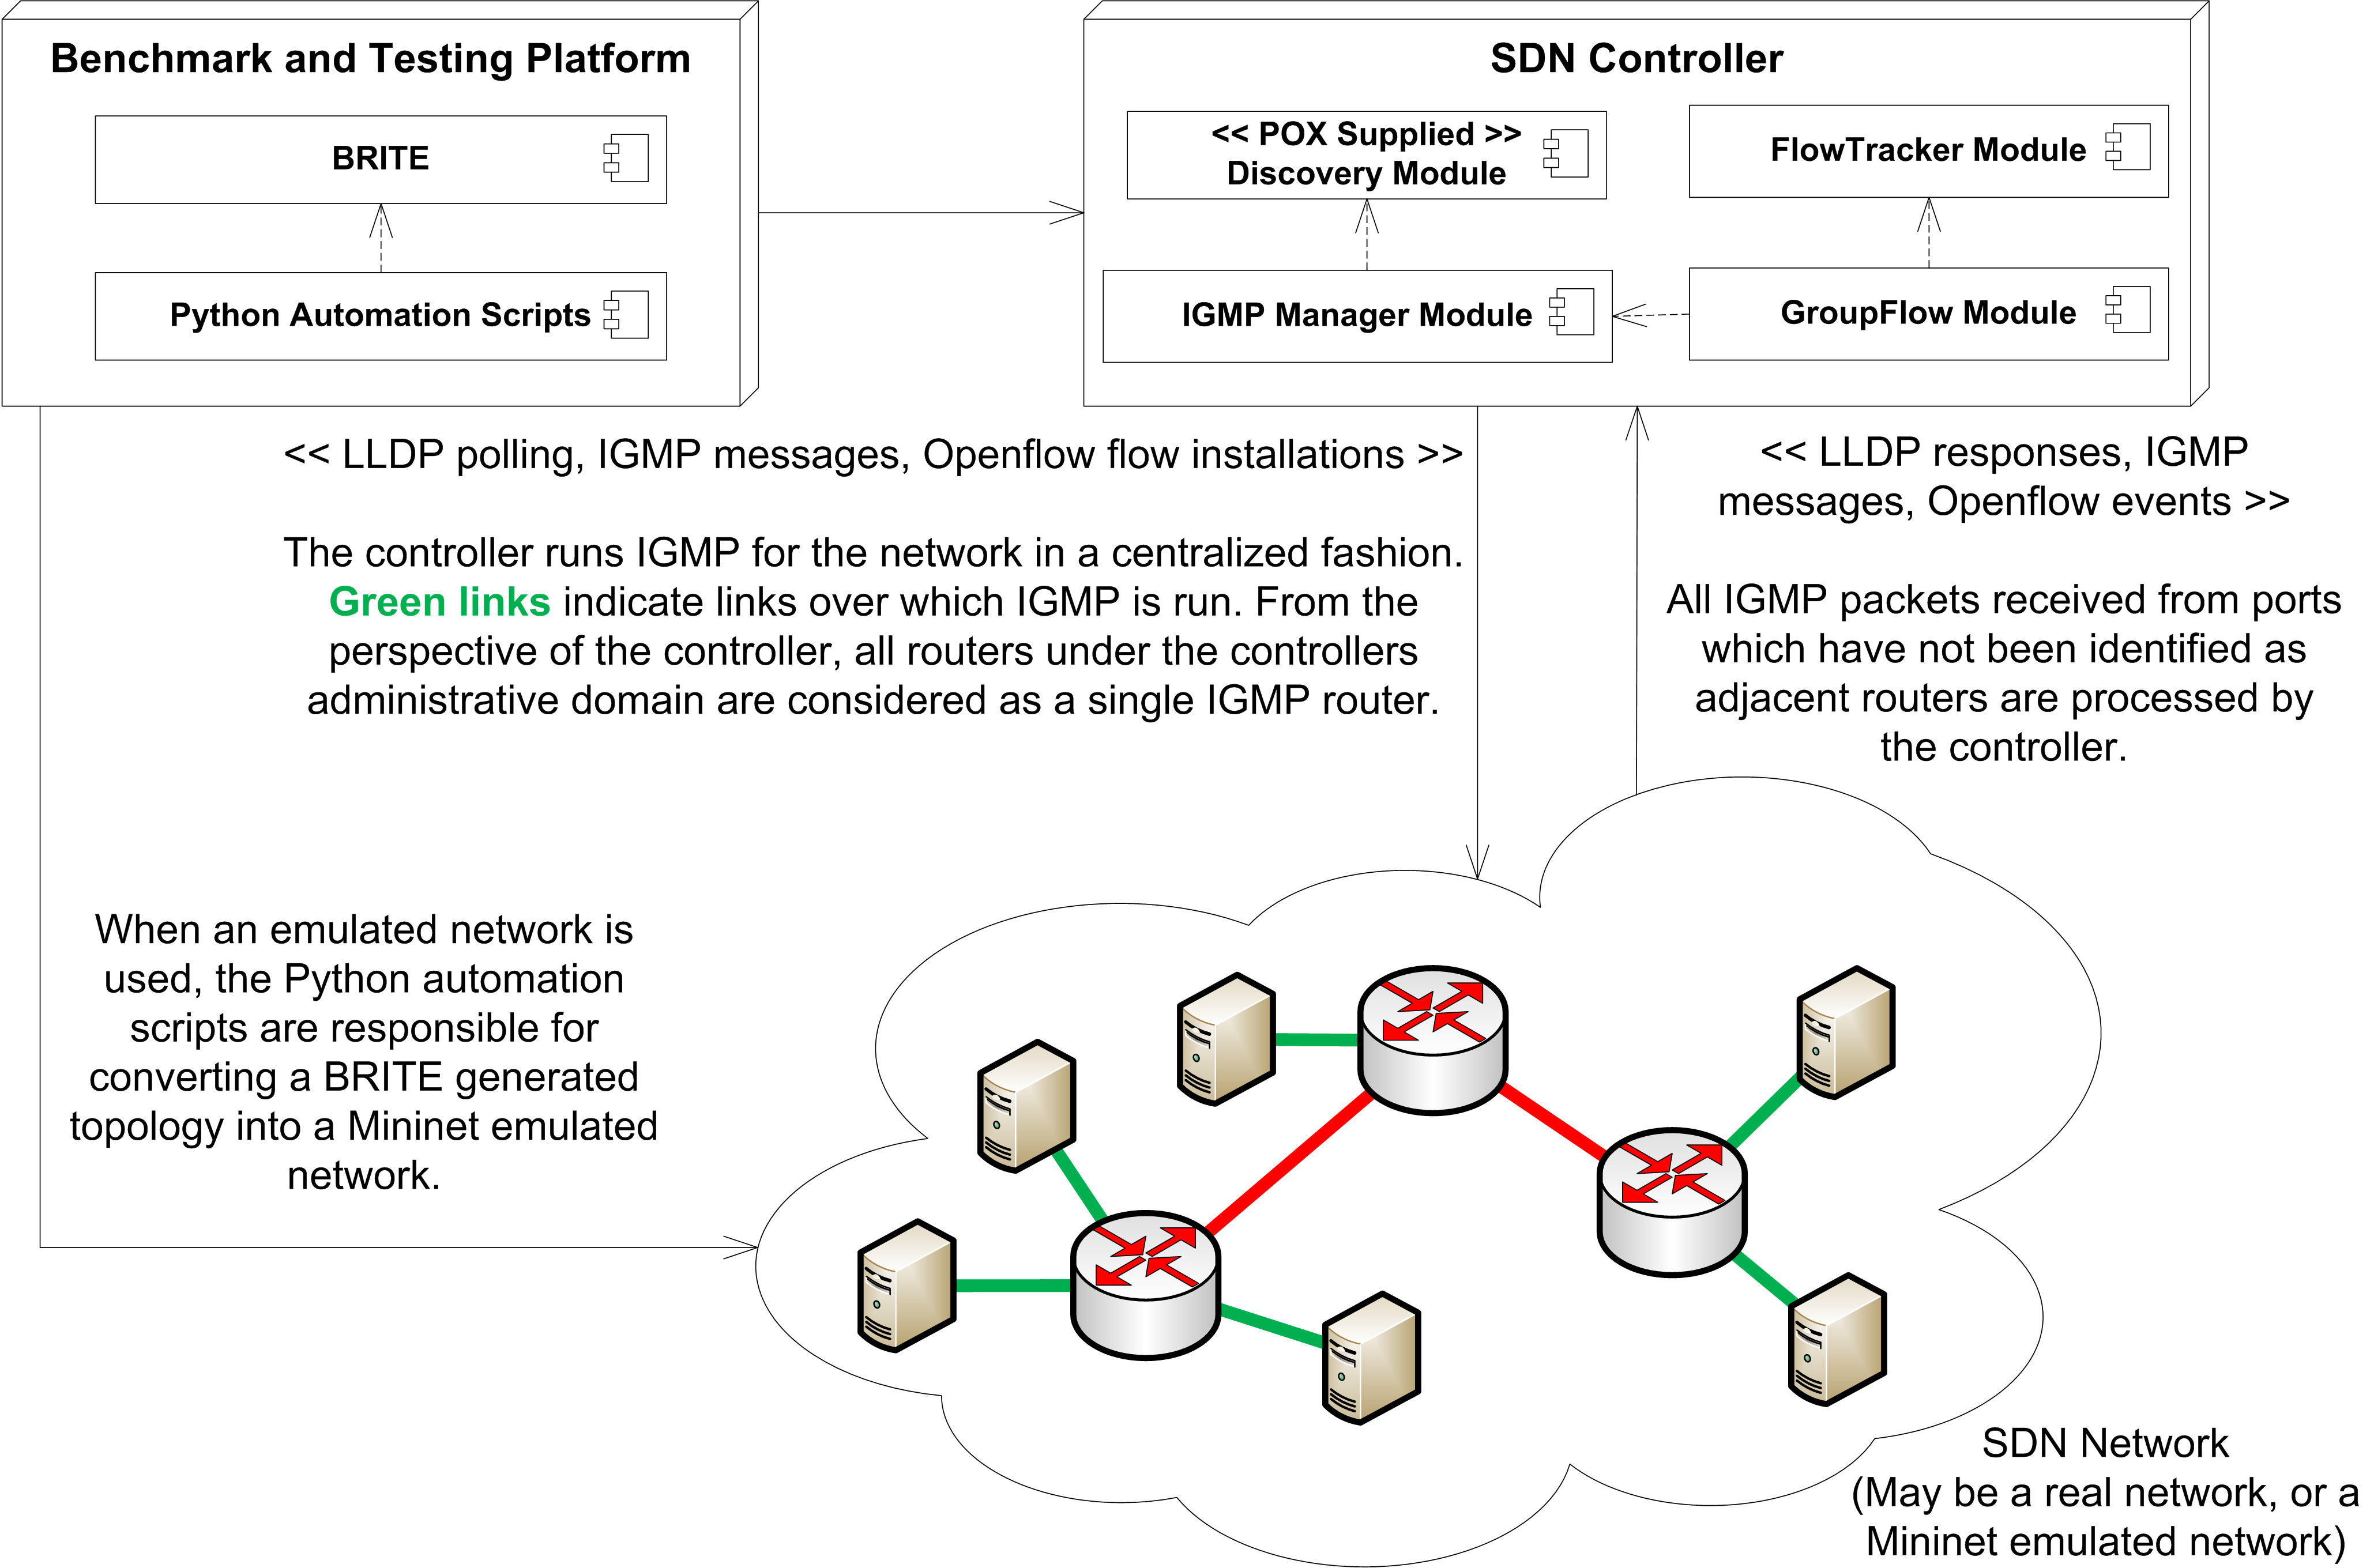 Benchmark and Testing Platform
BRITE
Python Automation Scripts
SDN Controller
<< POX Supplied >>
Discovery Module
FlowTracker Module
IGMP Manager Module
GroupFlow Module
<< LLDP polling, IGMP messages, Openflow flow installations >>
The controller runs IGMP for the network in a centralized fashion.
Green links indicate links over which IGMP is run. From the
perspective of the controller, all routers under the controllers
administrative domain are considered as a single IGMP router.
<< LLDP responses, IGMP
messages, Openflow events >>
All IGMP packets received from ports
which have not been identified as
adjacent routers are processed by
the controller.
When an emulated network is
used, the Python automation
scripts are responsible for
converting a BRITE generated
topology into a Mininet emulated
network.
SDN Network
(May be a real network, or a
Mininet emulated network)